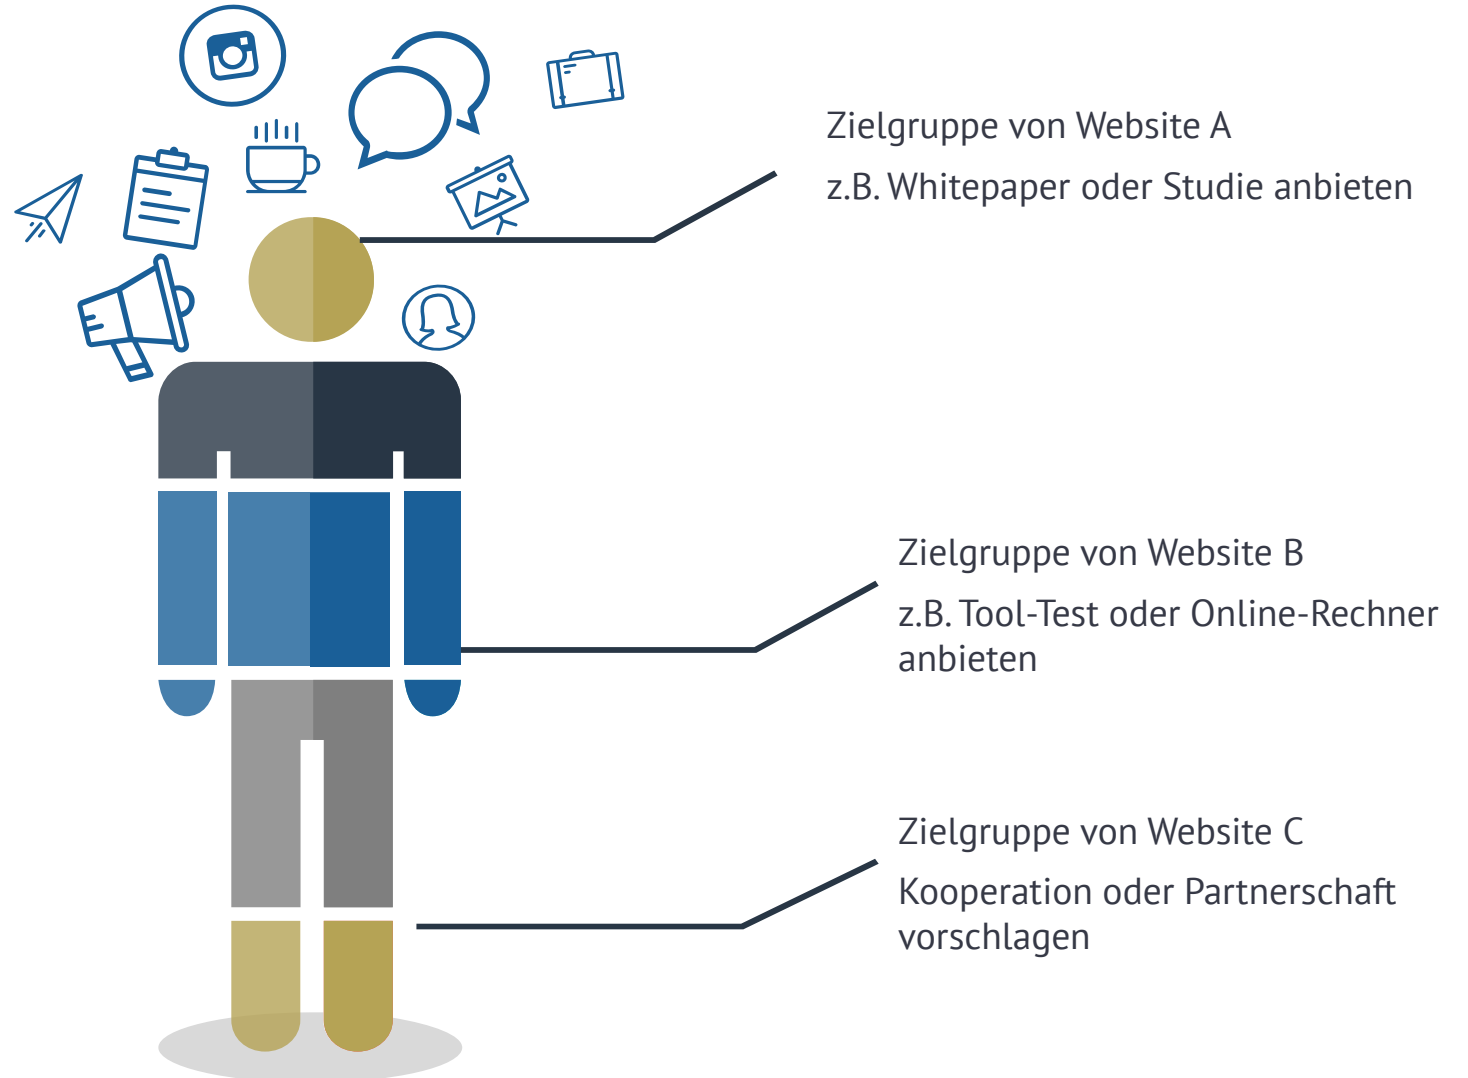 Zielgruppe von Website A
z.B. Whitepaper oder Studie anbieten
Zielgruppe von Website B
z.B. Tool-Test oder Online-Rechner
anbieten
Zielgruppe von Website C
Kooperation oder Partnerschaft
vorschlagen